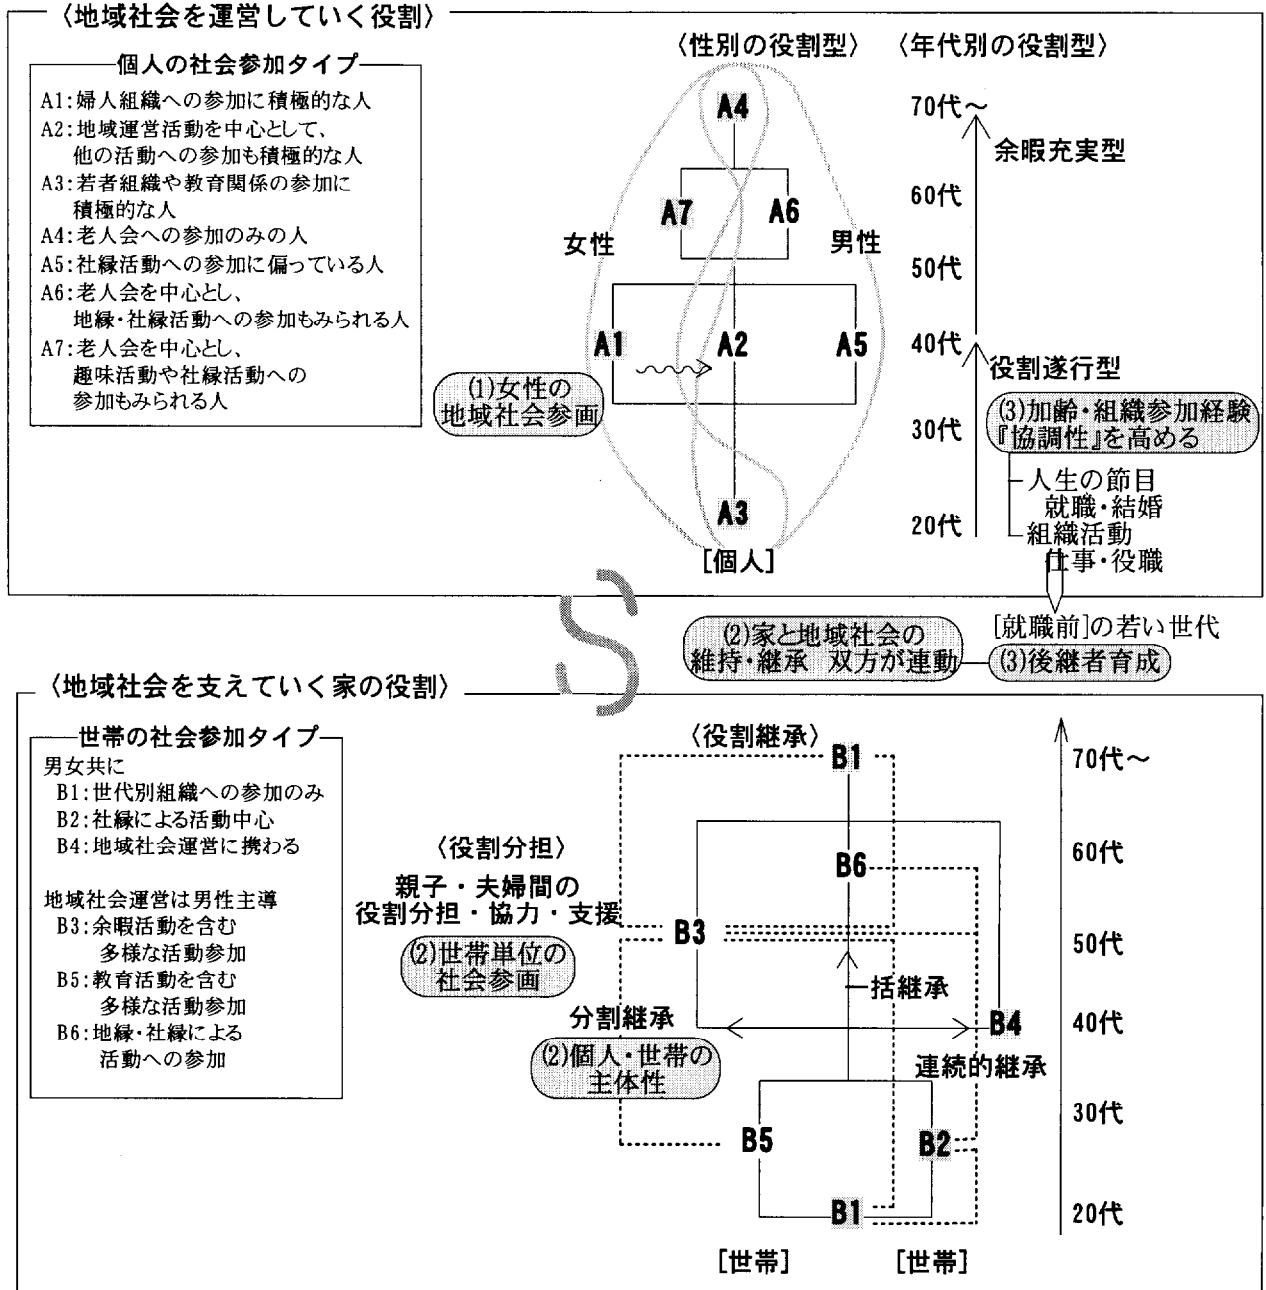 〈地域社会を運営していく役割〉
個人の社会参加タイプ
A1:婦人組織への参加に積極的な人
A2:地域運営活動を中心として、
他の活動への参加も積極的な人
A3:若者組織や教育関係の参加に
積極的な人
A4:老人会への参加のみの人
A5:社縁活動への参加に偏っている人
A6:老人会を中心とし、
地縁・社縁活動への参加もみられる人
A7:老人会を中心とし、
趣味活動や社縁活動への
参加もみられる人
〈性別の役割型〉
〈年代別の役割型〉
A4
70代～
余暇充実型
60代
A7
A6
女性
男性
50代
A1
A2
A5
40代
役割遂行型
(1)女性の
地域社会参画
(3)加齢・組織参加経験
『協調性』を高める
30代
人生の節目
就職・結婚
A3
20代
組織活動
仕事・役職
[個人]
(2)家と地域社会の
維持・継承 双方が連動
[就職前]の若い世代
(3)後継者育成
〈地域社会を支えていく家の役割〉
世帯の社会参加タイプ
男女共に
B1:世代別組織への参加のみ
B2:社縁による活動中心
B4:地域社会運営に携わる
地域社会運営は男性主導
B3:余暇活動を含む
多様な活動参加
B5:教育活動を含む
多様な活動参加
B6:地縁・社縁による
活動への参加
〈役割継承〉
B1
70代～
〈役割分担〉
親子・夫婦間の
役割分担・協力・支援
(2)世帯単位の
社会参画
B6
60代
B3
50代
一括継承
分割継承
(2)個人・世帯の
主体性
B4
40代
連続的継承
30代
B5
B2
B1
20代
[世帯]
[世帯]